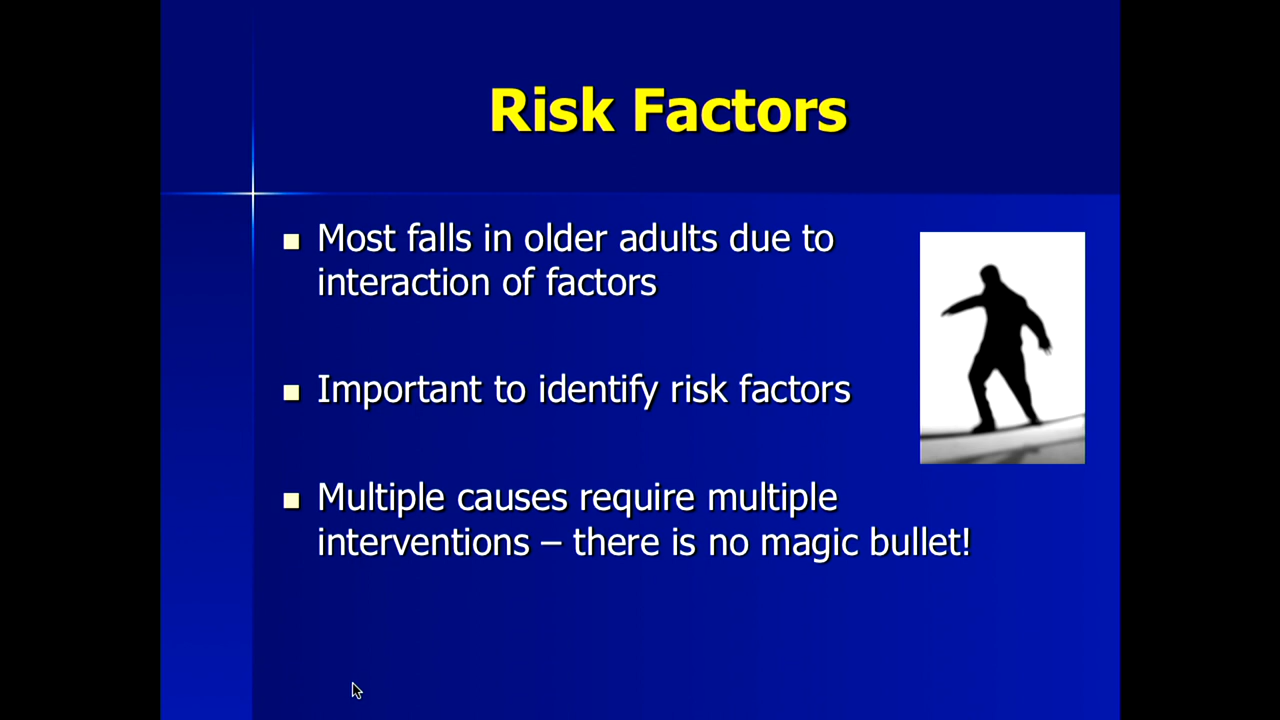 Risk Factors
Most falls in older adults due to
interaction of factors
Important to identify risk factors
Multiple causes require multiple
interventions – there is no magic bullet!